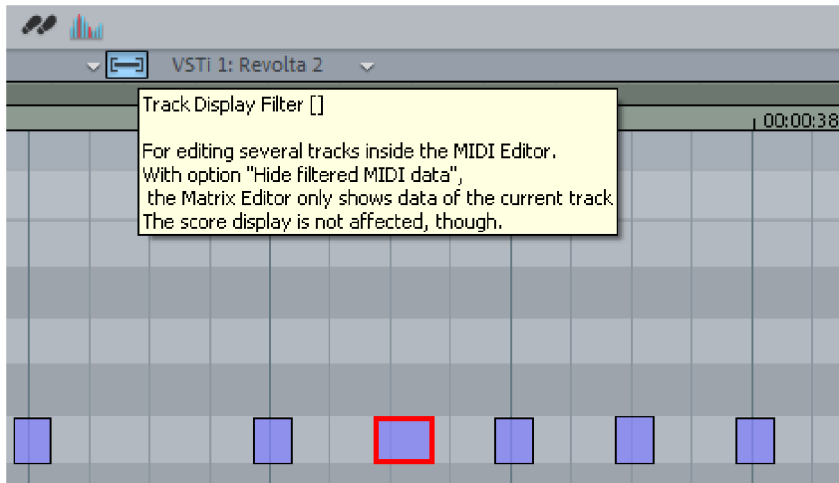 VSTi 1: Revolta 2
Track Display Filter []
00:00:38
For editing several tracks inside the MIDI Editor.
With option "Hide filtered MIDI data",
the Matrix Editor only shows data of the current track
The score display is not affected, though.